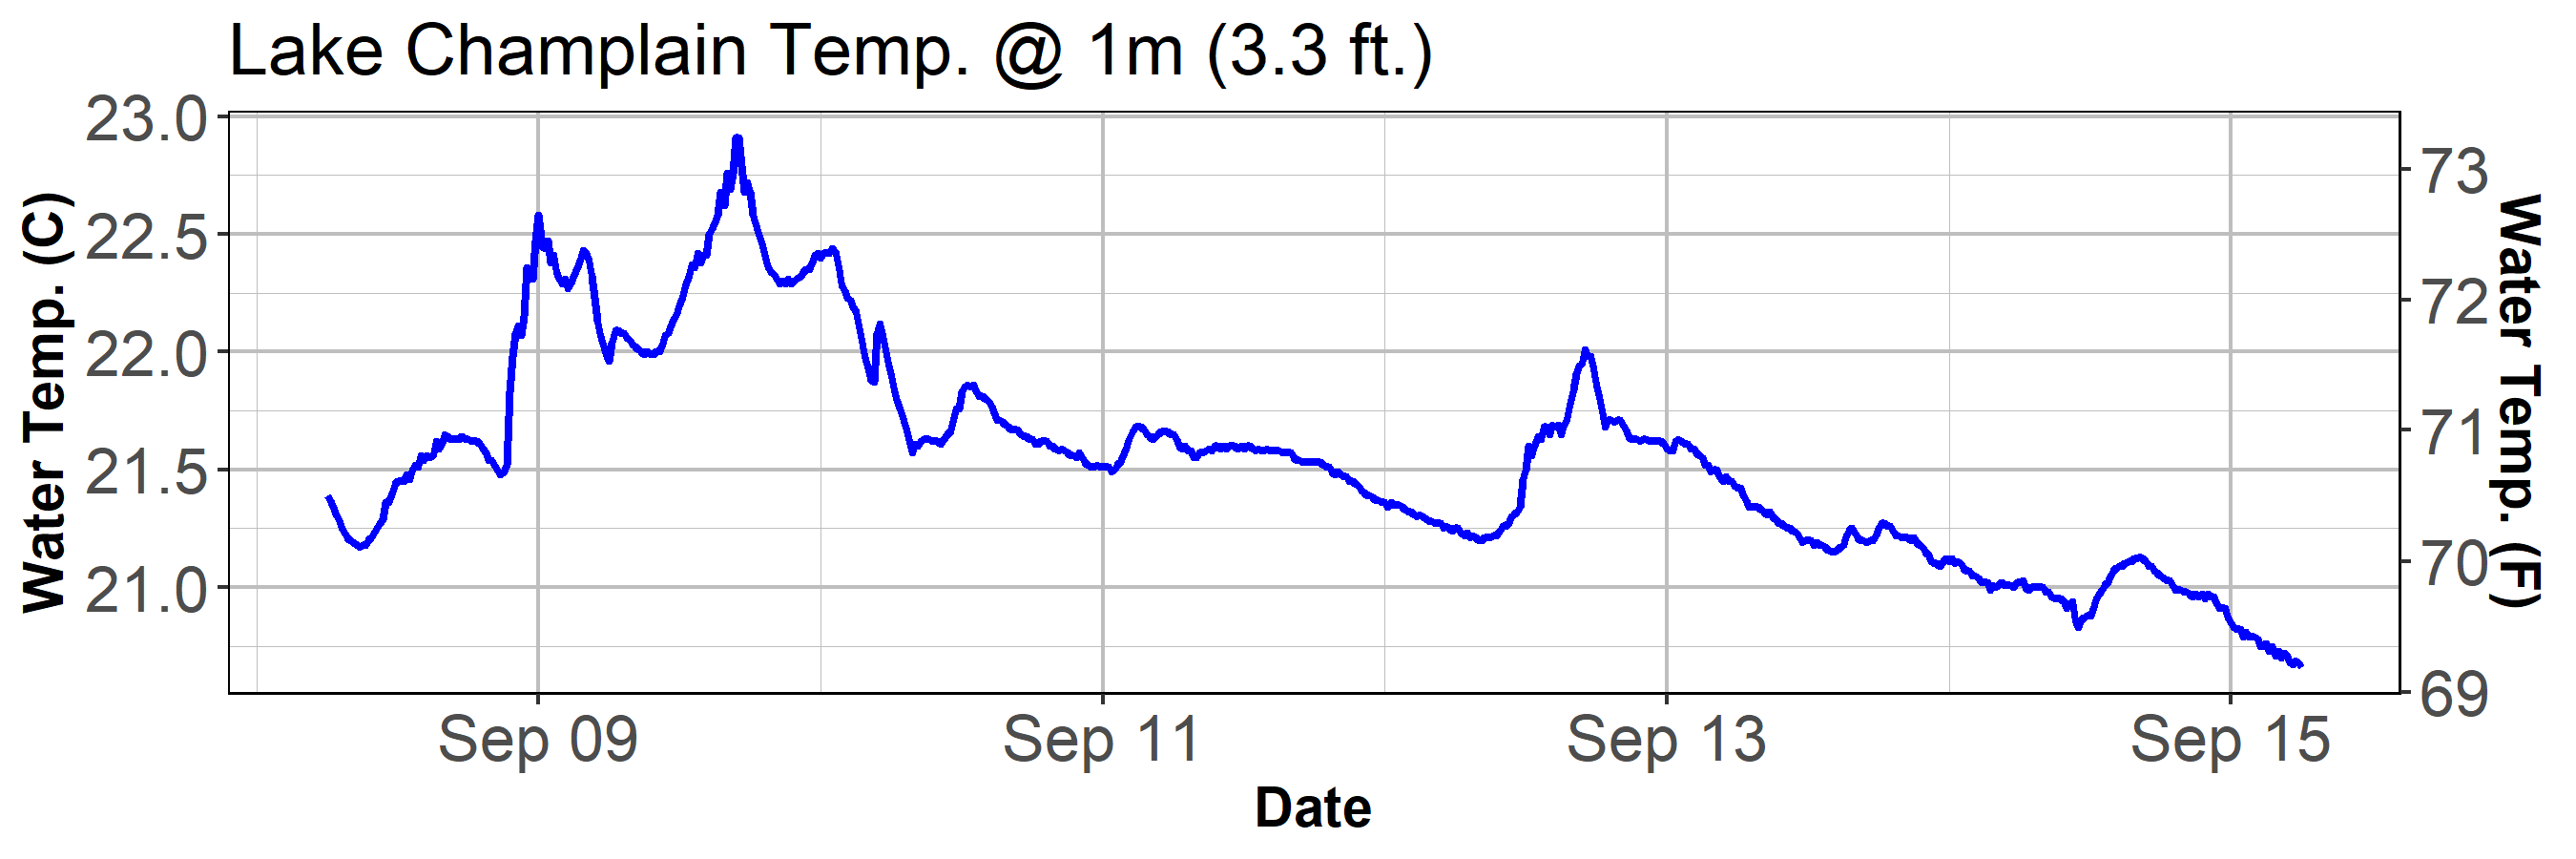 Lake Champlain Temp. @ 1m (3.3 ft.)
Water Temp. (C)
23.0
22.5
22.0
21.5
21.0
73
72
71
70
69
Water Temp. (F)
Sep 09
Sep 11
Sep 13
Sep 15
Date